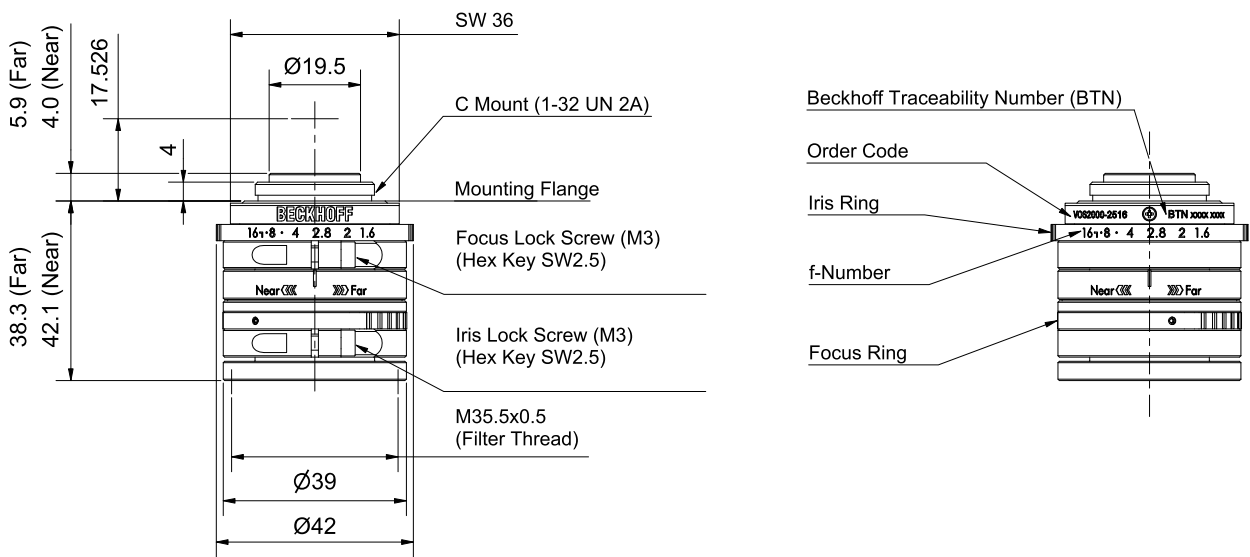 SW 36
5.9 (Far)
4.0 (Near)
17.526
Ø19.5
4
C Mount (1-32 UN 2A)
Mounting Flange
BECKHOFF
16 · 8 · 4 2.8 2 1.6
Focus Lock Screw (M3)
(Hex Key SW2.5)
38.3 (Far)
42.1 (Near)
Near Far
Iris Lock Screw (M3)
(Hex Key SW2.5)
M35.5x0.5
(Filter Thread)
Ø39
Ø42
Beckhoff Traceability Number (BTN)
Order Code
VOS2000-2516 BTN xxxx xxxx
Iris Ring
16 · 8 · 4 2.8 2 1.6
f-Number
Near Far
Focus Ring